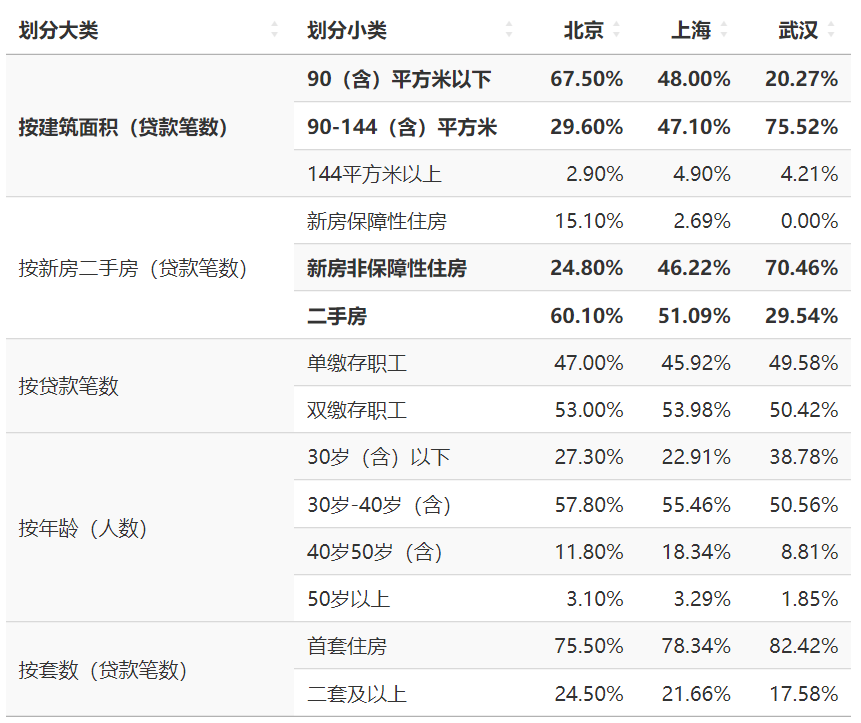 划分大类 划分小类 北京 上海 武汉
90（含）平方米以下 67.50% 48.00% 20.27%
按建筑面积（贷款笔数） 90-144（含）平方米 29.60% 47.10% 75.52%
144平方米以上 2.90% 4.90% 4.21%
新房保障性住房 15.10% 2.69% 0.00%
按新房二手房（贷款笔数） 新房非保障性住房 24.80% 46.22% 70.46%
二手房 60.10% 51.09% 29.54%
单缴存职工 47.00% 45.92% 49.58%
按贷款笔数
双缴存职工 53.00% 53.98% 50.42%
30岁（含）以下 27.30% 22.91% 38.78%
30岁-40岁（含） 57.80% 55.46% 50.56%
按年龄（人数）
40岁50岁（含） 11.80% 18.34% 8.81%
50岁以上 3.10% 3.29% 1.85%
首套住房 75.50% 78.34% 82.42%
按套数（贷款笔数）
二套及以上 24.50% 21.66% 17.58%